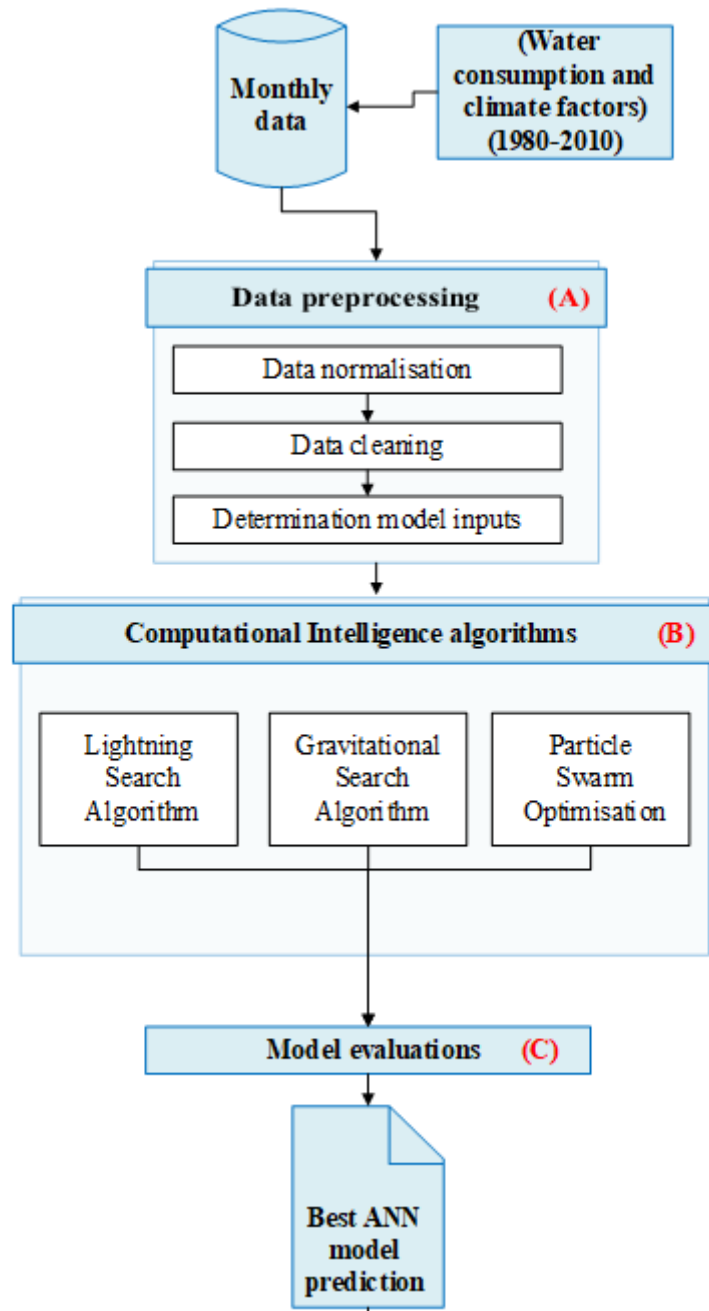 Monthly
data
(Water
consumption and
climate factors)
(1980-2010)
Data preprocessing (A)
Data normalisation
Data cleaning
Determination model inputs
Computational Intelligence algorithms (B)
Lightning
Search
Algorithm
Gravitational
Search
Algorithm
Particle
Swarm
Optimisation
Model evaluations (C)
Best ANN
model
prediction